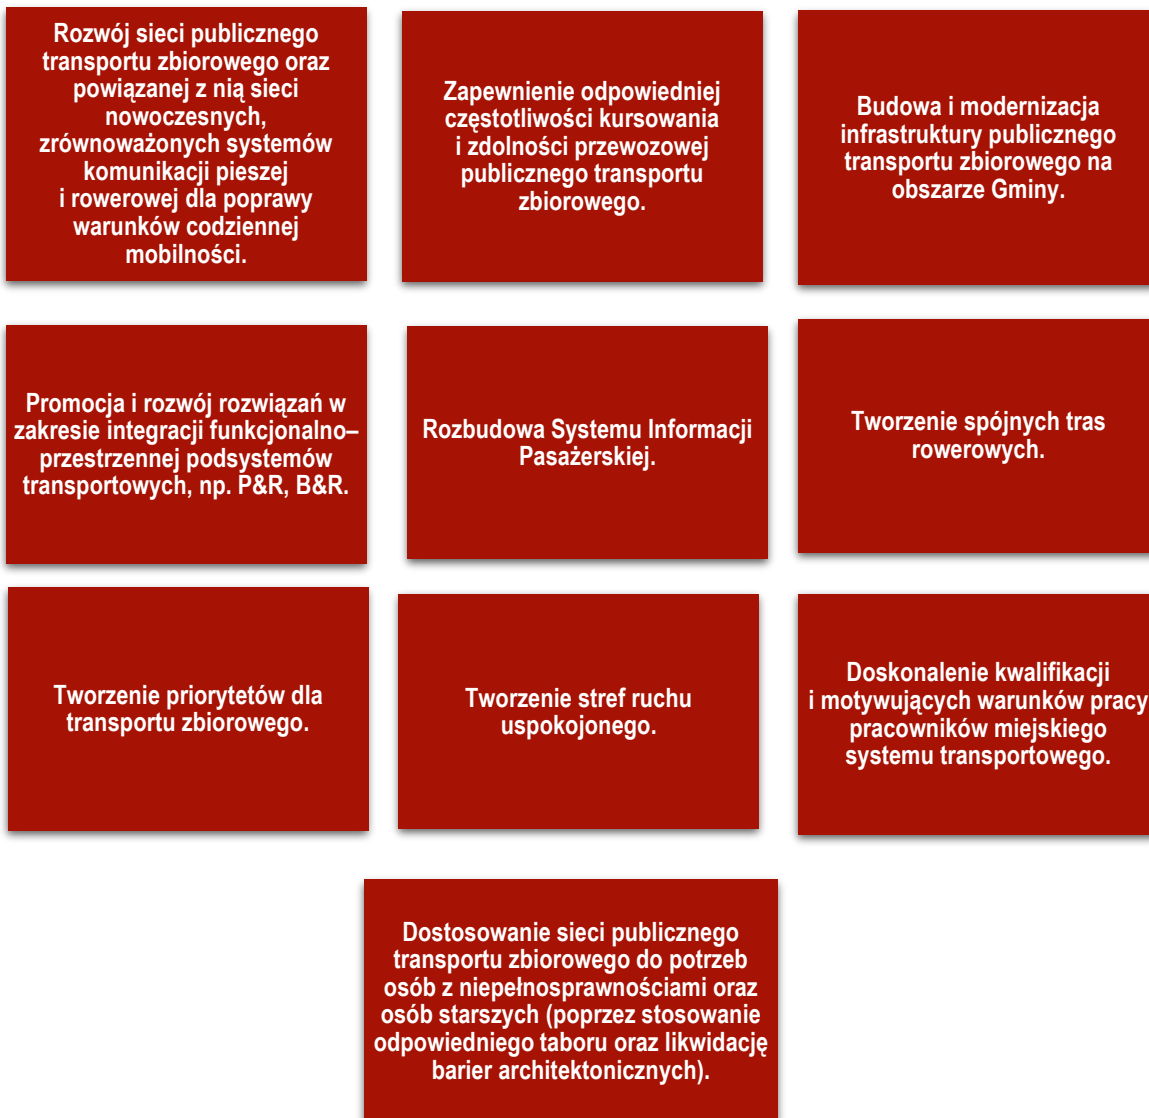 Rozwój sieci publicznego
transportu zbiorowego oraz
powiązanej z nią sieci
nowoczesnych,
zrównoważonych systemów
komunikacji pieszej
i rowerowej dla poprawy
warunków codziennej
mobilności.
Zapewnienie odpowiedniej
częstotliwości kursowania
i zdolności przewozowej
publicznego transportu
zbiorowego.
Budowa i modernizacja
infrastruktury publicznego
transportu zbiorowego na
obszarze Gminy.
Promocja i rozwój rozwiązań w
zakresie integracji funkcjonalno–
przestrzennej podsystemów
transportowych, np. P&R, B&R.
Rozbudowa Systemu Informacji
Pasażerskiej.
Tworzenie spójnych tras
rowerowych.
Tworzenie priorytetów dla
transportu zbiorowego.
Tworzenie stref ruchu
uspokojonego.
Doskonalenie kwalifikacji
i motywujących warunków pracy
pracowników miejskiego
systemu transportowego.
Dostosowanie sieci publicznego
transportu zbiorowego do potrzeb
osób z niepełnosprawnościami oraz
osób starszych (poprzez stosowanie
odpowiedniego taboru oraz likwidację
barier architektonicznych).